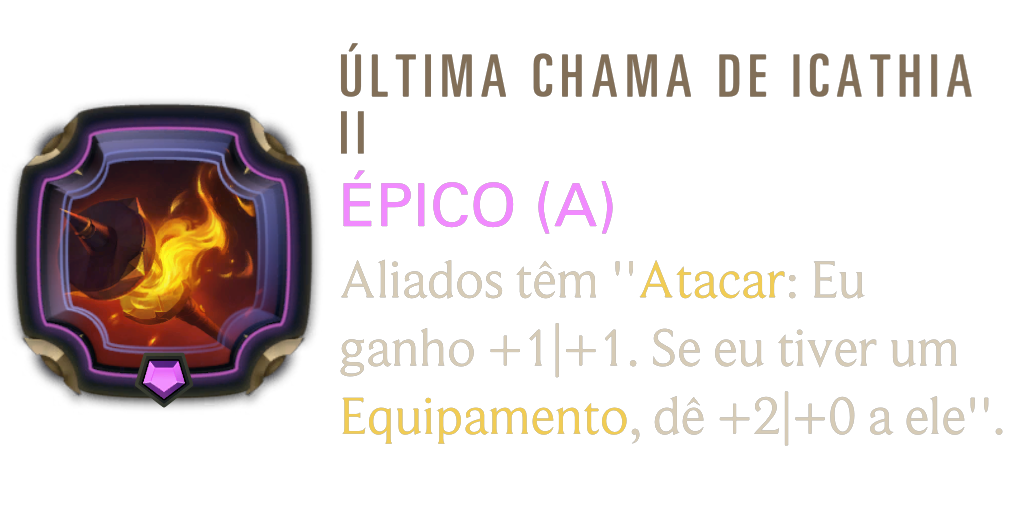 ÚLTIMA CHAMA DE ICATHIA
II
ÉPICO (A)
Aliados têm "Atacar: Eu
ganho +1|+1. Se eu tiver um
Equipamento, dê +2|+0 a ele".